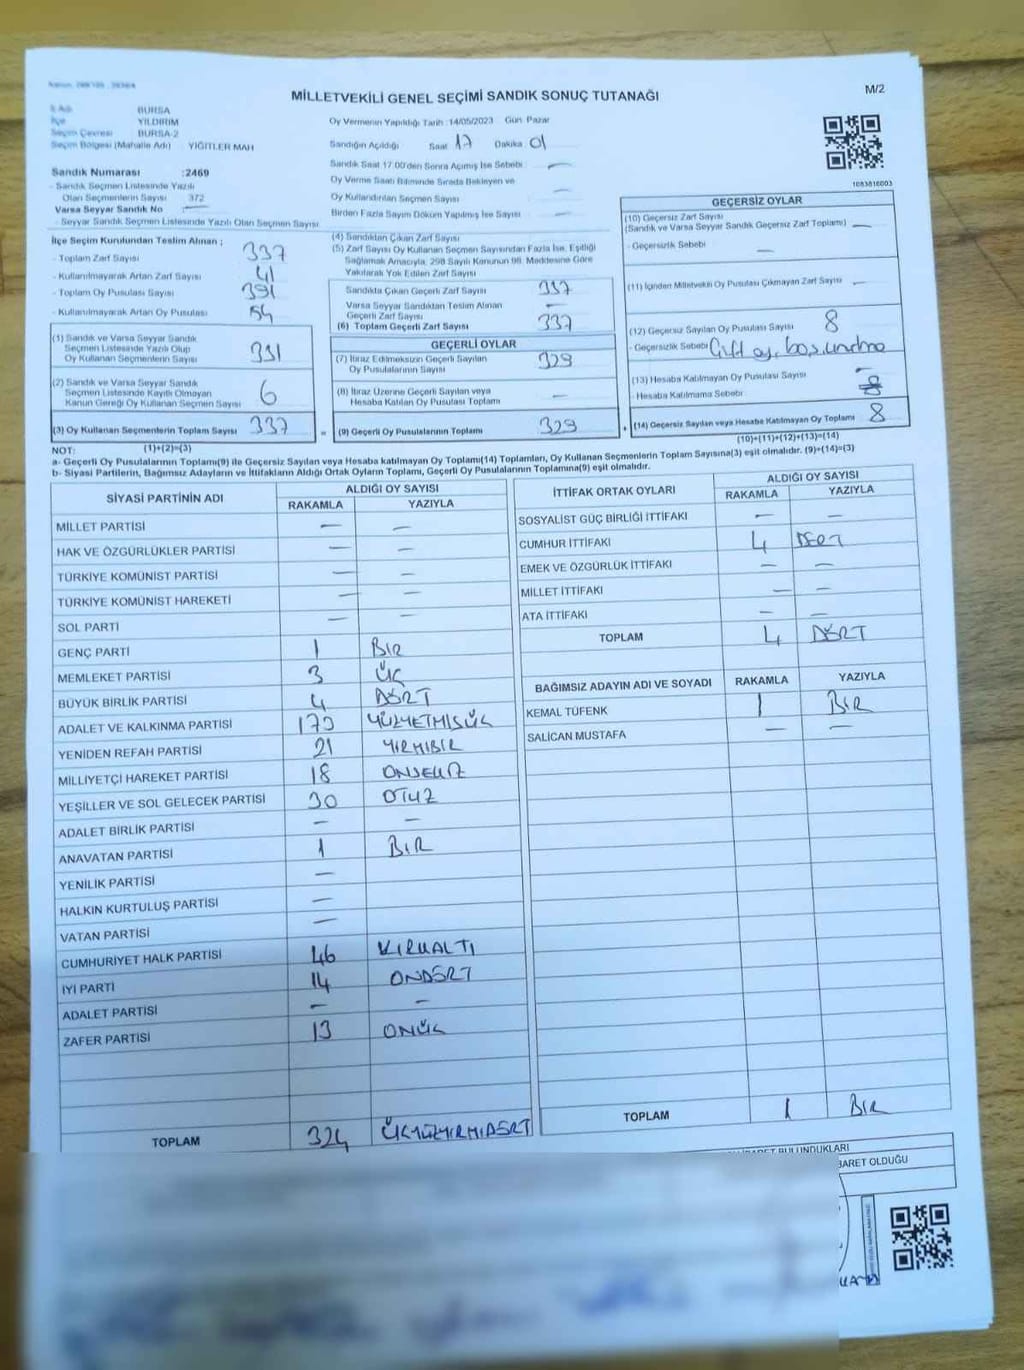 MİLLETVEKİLİ GENEL SEÇİMİ SANDIK SONUÇ TUTANAĞI
M/2
İl Adı BURSA
İlçe YILDIRIM
Seçim Çevresi BURSA-2
Seçim Bölgesi (Mahalle Adı) YİĞİTLER MAH
Oy Vermenin Yapıldığı Tarih :14/05/2023 Gün Pazar
Sandığın Açıldığı Saat 17 Dakika 01
Sandık Saat 17.00'den Sonra Açımış İse Sebebi —
Oy Verme Saati Bitiminde Sırada Bekleyen ve
Oy Kullandırılan Seçmen Sayısı —
Birden Fazla Sayım Döküm Yapılmış İse Sayısı —
Sandık Numarası :2469
- Sandık Seçmen Listesinde Yazılı
Olan Seçmenlerin Sayısı 372
Varsa Seyyar Sandık No —
- Seyyar Sandık Seçmen Listesinde Yazılı Olan Seçmen Sayısı
İlçe Seçim Kurulundan Teslim Alınan ;
- Toplam Zarf Sayısı 337
- Kullanılmayarak Artan Zarf Sayısı 41
- Toplam Oy Pusulası Sayısı 391
- Kullanılmayarak Artan Oy Pusulası 54
(1) Sandık ve Varsa Seyyar Sandık
Seçmen Listesinde Yazılı Olup
Oy Kullanan Seçmenlerin Sayısı 331
(2) Sandık ve Varsa Seyyar Sandık
Seçmen Listesinde Kayıtlı Olmayan
Kanun Gereği Oy Kullanan Seçmen Sayısı 6
(3) Oy Kullanan Seçmenlerin Toplam Sayısı 337
(1)+(2)=(3)
(4) Sandıktan Çıkan Zarf Sayısı
(5) Zarf Sayısı Oy Kullanan Seçmen Sayısından Fazla İse, Eşitliği
Sağlamak Amacıyla, 298 Sayılı Kanunun 98. Maddesine Göre
Yakılarak Yok Edilen Zarf Sayısı
Sandıkta Çıkan Geçerli Zarf Sayısı 337
Varsa Seyyar Sandıktan Teslim Alınan
Geçerli Zarf Sayısı —
(6) Toplam Geçerli Zarf Sayısı 337
GEÇERLİ OYLAR
(7) İtiraz Edilmeksizin Geçerli Sayılan
Oy Pusulalarının Sayısı 329
(8) İtiraz Üzerine Geçerli Sayılan veya
Hesaba Katılan Oy Pusulası Toplamı —
= (9) Geçerli Oy Pusulalarının Toplamı 329
1083816003
GEÇERSİZ OYLAR
(10) Geçersiz Zarf Sayısı
(Sandık ve Varsa Seyyar Sandık Geçersiz Zarf Toplamı) —
- Geçersizlik Sebebi —
(11) İçinden Milletvekili Oy Pusulası Çıkmayan Zarf Sayısı —
(12) Geçersiz Sayılan Oy Pusulası Sayısı 8
- Geçersizlik Sebebi Çift oy, boş,
(13) Hesaba Katılmayan Oy Pusulası Sayısı —
- Hesaba Katılmama Sebebi
+ (14) Geçersiz Sayılan veya Hesaba Katılmayan Oy Toplamı 8
(10)+(11)+(12)+(13)=(14)
NOT:
a- Geçerli Oy Pusulalarının Toplamı(9) ile Geçersiz Sayılan veya Hesaba katılmayan Oy Toplamı(14) Toplamları, Oy Kullanan Seçmenlerin Toplam Sayısına(3) eşit olmalıdır. (9)+(14)=(3)
b- Siyasi Partilerin, Bağımsız Adayların ve İttifakların Aldığı Ortak Oyların Toplamı, Geçerli Oy Pusulalarının Toplamına(9) eşit olmalıdır.
SİYASİ PARTİNİN ADI ALDIĞI OY SAYISI
RAKAMLA YAZIYLA
MİLLET PARTİSİ — —
HAK VE ÖZGÜRLÜKLER PARTİSİ — —
TÜRKİYE KOMÜNİST PARTİSİ — —
TÜRKİYE KOMÜNİST HAREKETİ — —
SOL PARTİ — —
GENÇ PARTİ 1 BİR
MEMLEKET PARTİSİ 3 ÜÇ
BÜYÜK BİRLİK PARTİSİ 4 DÖRT
ADALET VE KALKINMA PARTİSİ 173 YÜZYETMİŞÜÇ
YENİDEN REFAH PARTİSİ 21 YİRMİBİR
MİLLİYETÇİ HAREKET PARTİSİ 18 ONSEKİZ
YEŞİLLER VE SOL GELECEK PARTİSİ 30 OTUZ
ADALET BİRLİK PARTİSİ — —
ANAVATAN PARTİSİ 1 BİR
YENİLİK PARTİSİ —
HALKIN KURTULUŞ PARTİSİ —
VATAN PARTİSİ —
CUMHURİYET HALK PARTİSİ 46 KIRKALTI
İYİ PARTİ 14 ONDÖRT
ADALET PARTİSİ — —
ZAFER PARTİSİ 13 ONÜÇ
TOPLAM 324 ÜÇYÜZYİRMİDÖRT
İTTİFAK ORTAK OYLARI ALDIĞI OY SAYISI
RAKAMLA YAZIYLA
SOSYALİST GÜÇ BİRLİĞİ İTTİFAKI — —
CUMHUR İTTİFAKI 4 DÖRT
EMEK VE ÖZGÜRLÜK İTTİFAKI — —
MİLLET İTTİFAKI — —
ATA İTTİFAKI — —
TOPLAM 4 DÖRT
BAĞIMSIZ ADAYIN ADI VE SOYADI RAKAMLA YAZIYLA
KEMAL TÜFENK 1 BİR
SALİCAN MUSTAFA — —
TOPLAM 1 BİR
BULUNDUKLARI
BARET OLDUĞU